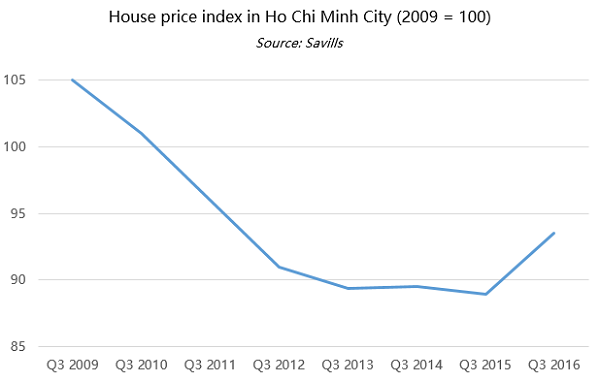 House price index in Ho Chi Minh City (2009 = 100)
Source: Savills
105
100
95
90
85
Q3 2009 Q3 2010 Q3 2011 Q3 2012 Q3 2013 Q3 2014 Q3 2015 Q3 2016